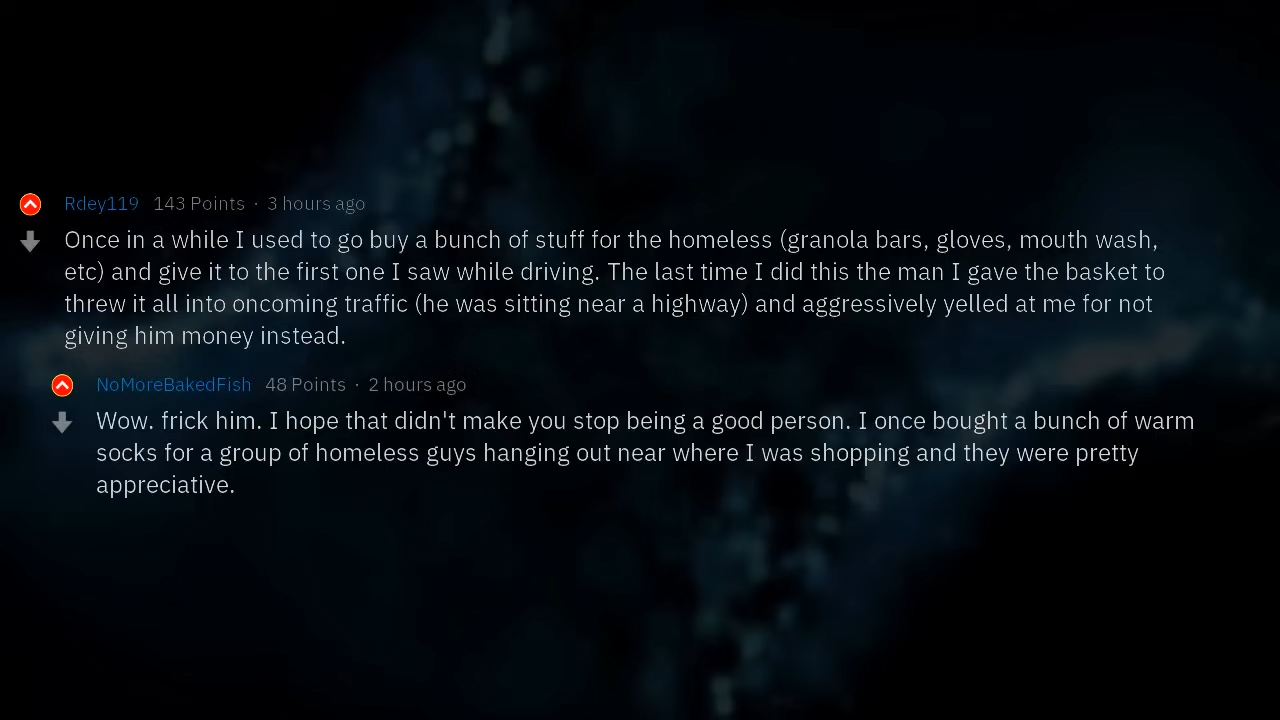 Rdey119 143 Points · 3 hours ago
Once in a while I used to go buy a bunch of stuff for the homeless (granola bars, gloves, mouth wash,
etc) and give it to the first one I saw while driving. The last time I did this the man I gave the basket to
threw it all into oncoming traffic (he was sitting near a highway) and aggressively yelled at me for not
giving him money instead.
NoMoreBakedFish 48 Points · 2 hours ago
Wow. frick him. I hope that didn't make you stop being a good person. I once bought a bunch of warm
socks for a group of homeless guys hanging out near where I was shopping and they were pretty
appreciative.